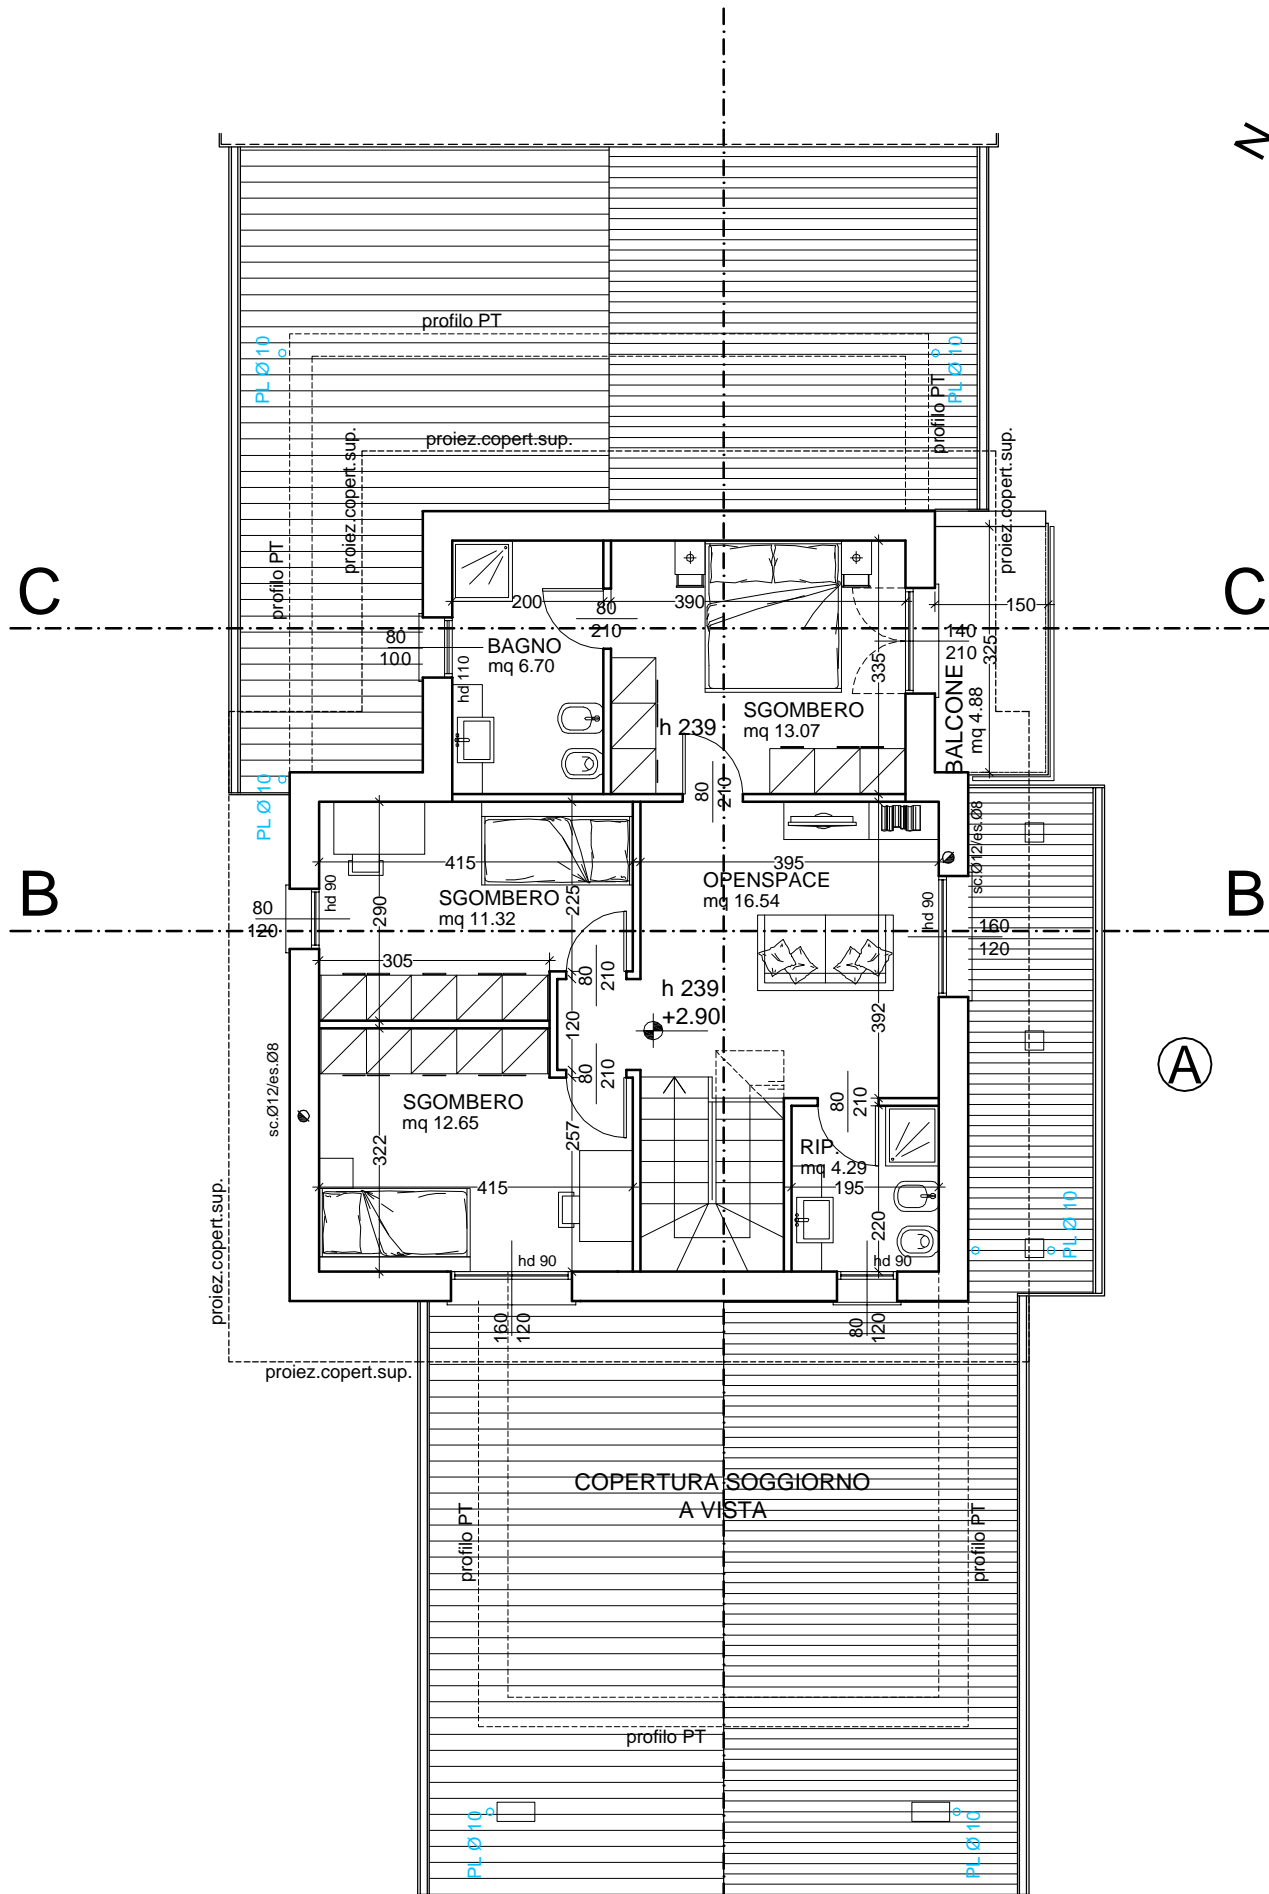 N
profilo PT
PL Ø 10
PL Ø 10
profilo PT
proiez.copert.sup.
proiez.copert.sup.
proiez.copert.sup.
profilo PT
C
C
200
80
210
390
150
140
210
325
335
80
100
BAGNO
mq 6.70
hd 110
SGOMBERO
mq 13.07
h 239
BALCONE
mq 4.88
80
210
PL Ø 10
sc.Ø12/es.Ø8
415
395
B
B
hd 90
290
SGOMBERO
mq 11.32
225
OPENSPACE
mq 16.54
hd 90
80
120
160
120
305
80
210
h 239
+2.90
392
120
sc.Ø12/es.Ø8
80
210
A
SGOMBERO
mq 12.65
80
210
322
257
RIP.
mq 4.29
415
195
220
proiez.copert.sup.
PL Ø 10
hd 90
hd 90
160
120
80
120
proiez.copert.sup.
COPERTURA SOGGIORNO
A VISTA
profilo PT
profilo PT
profilo PT
PL Ø 10
PL Ø 10